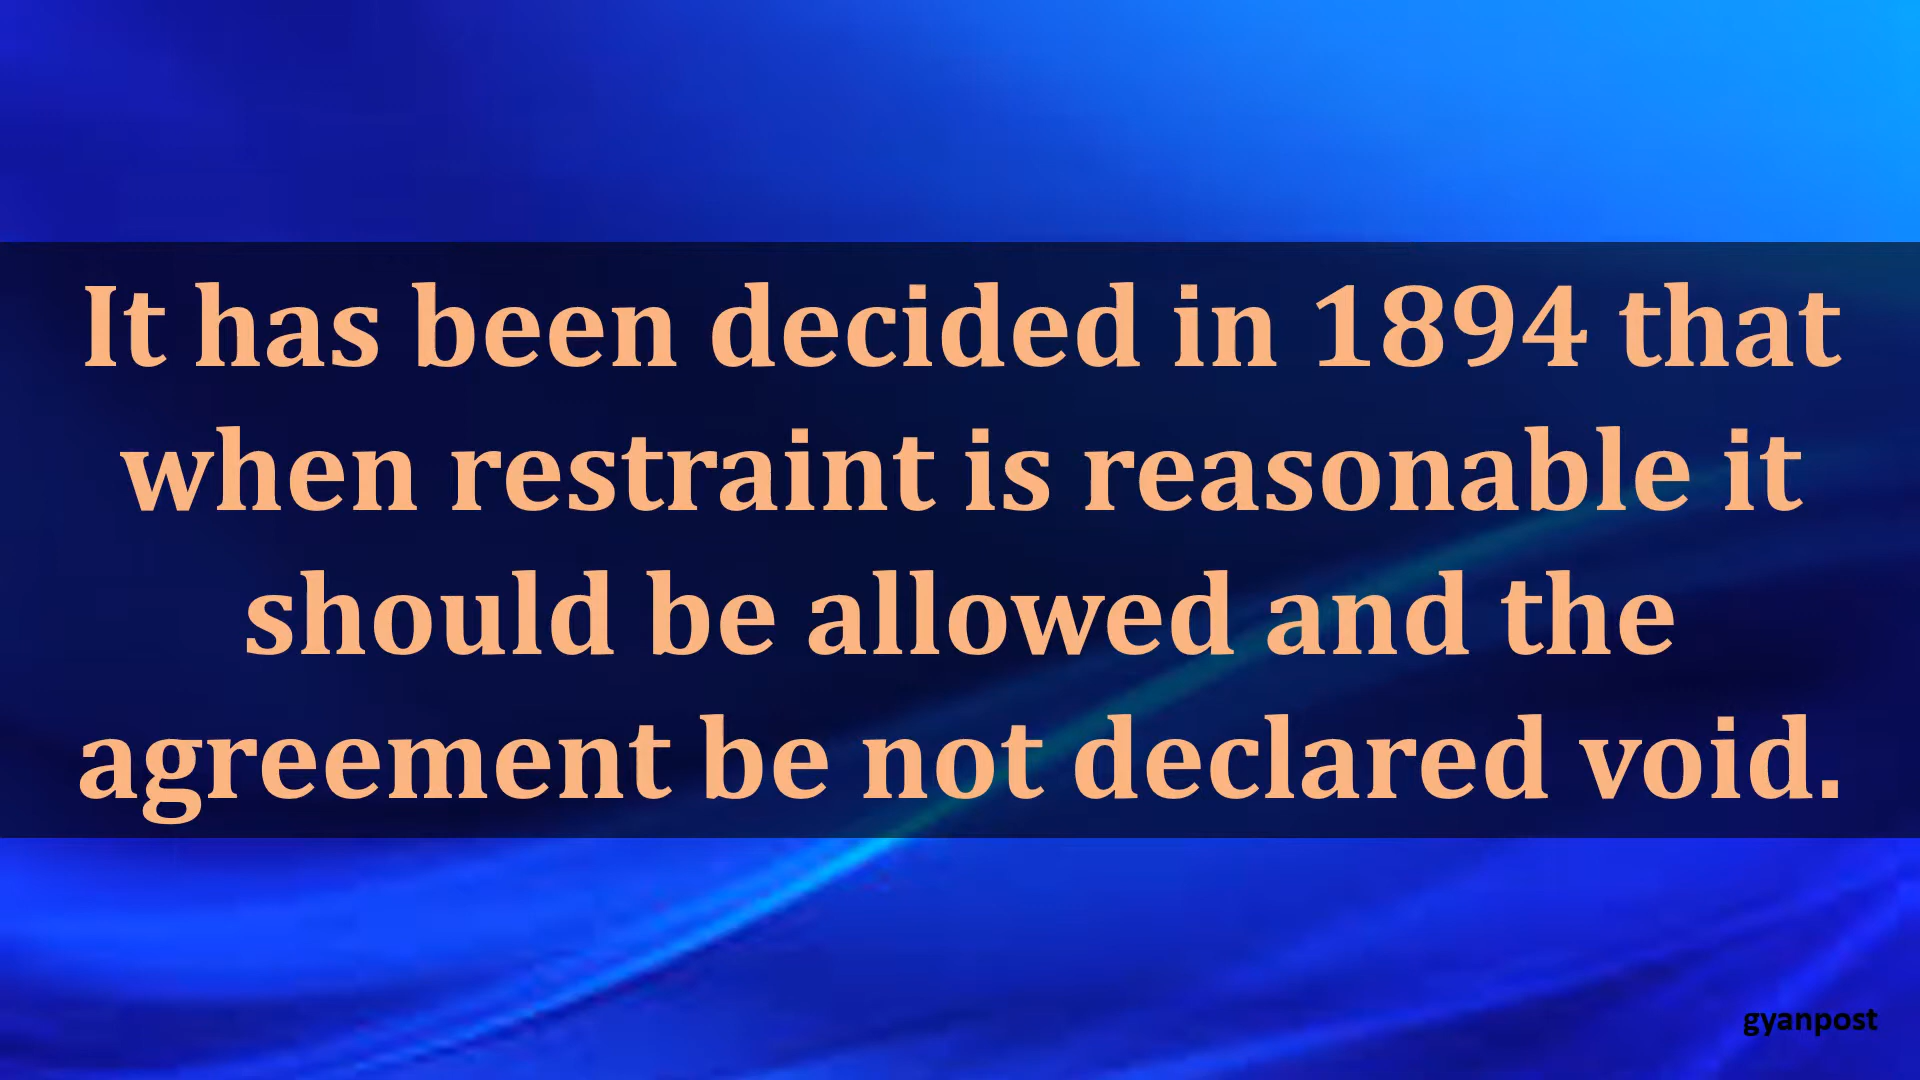 It has been decided in 1894 that
when restraint is reasonable it
should be allowed and the
agreement be not declared void.
gyanpost